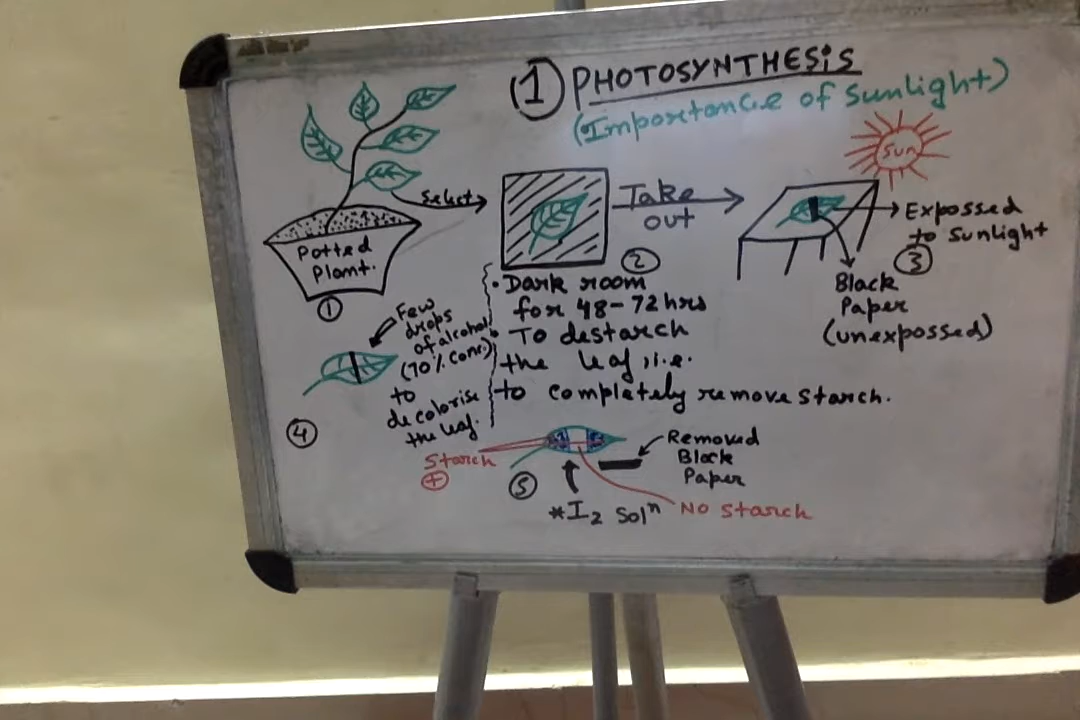 ① PHOTOSYNTHESIS
(Importance of Sunlight)
Sun
Select
Take
out
Potted
Plant.
①
②
Expossed
to Sunlight
③
Black
Paper
(unexpossed)
• Dark room
for 48-72 hrs
• To destarch
the leaf i.e.
to completely remove starch.
Few
drops
of alcohol
(70% Conc.)
to
decolorise
the leaf.
④
Starch
+
⑤
Removed
Black
Paper
*I₂ Solⁿ
No Starch